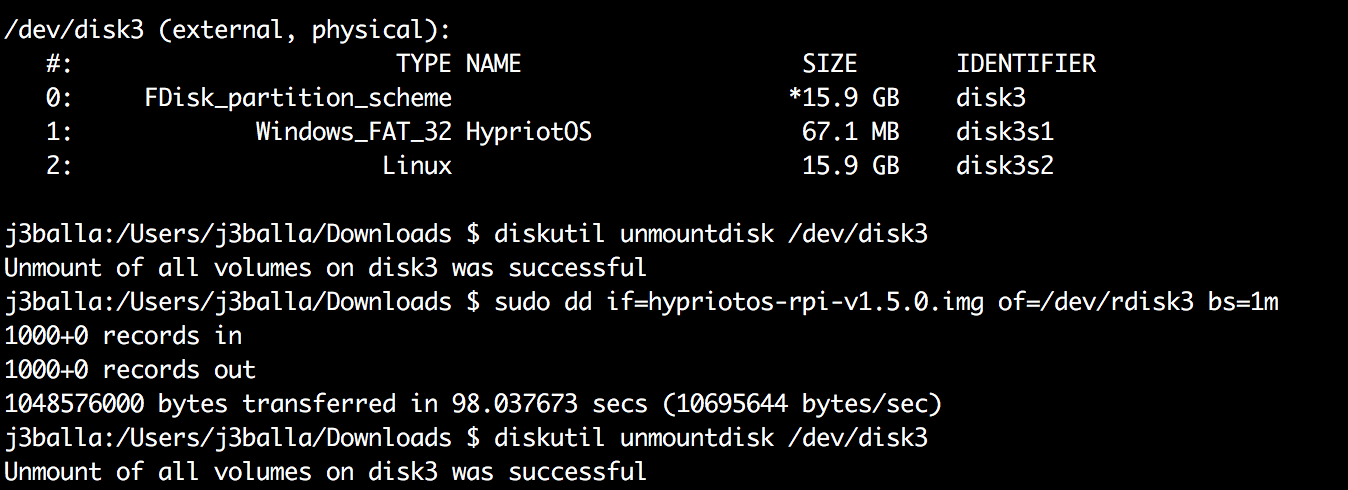 /dev/disk3 (external, physical):
#: TYPE NAME SIZE IDENTIFIER
0: FDisk_partition_scheme *15.9 GB disk3
1: Windows_FAT_32 HypriotOS 67.1 MB disk3s1
2: Linux 15.9 GB disk3s2
j3balla:/Users/j3balla/Downloads $ diskutil unmountdisk /dev/disk3
Unmount of all volumes on disk3 was successful
j3balla:/Users/j3balla/Downloads $ sudo dd if=hypriotos-rpi-v1.5.0.img of=/dev/rdisk3 bs=1m
1000+0 records in
1000+0 records out
1048576000 bytes transferred in 98.037673 secs (10695644 bytes/sec)
j3balla:/Users/j3balla/Downloads $ diskutil unmountdisk /dev/disk3
Unmount of all volumes on disk3 was successful